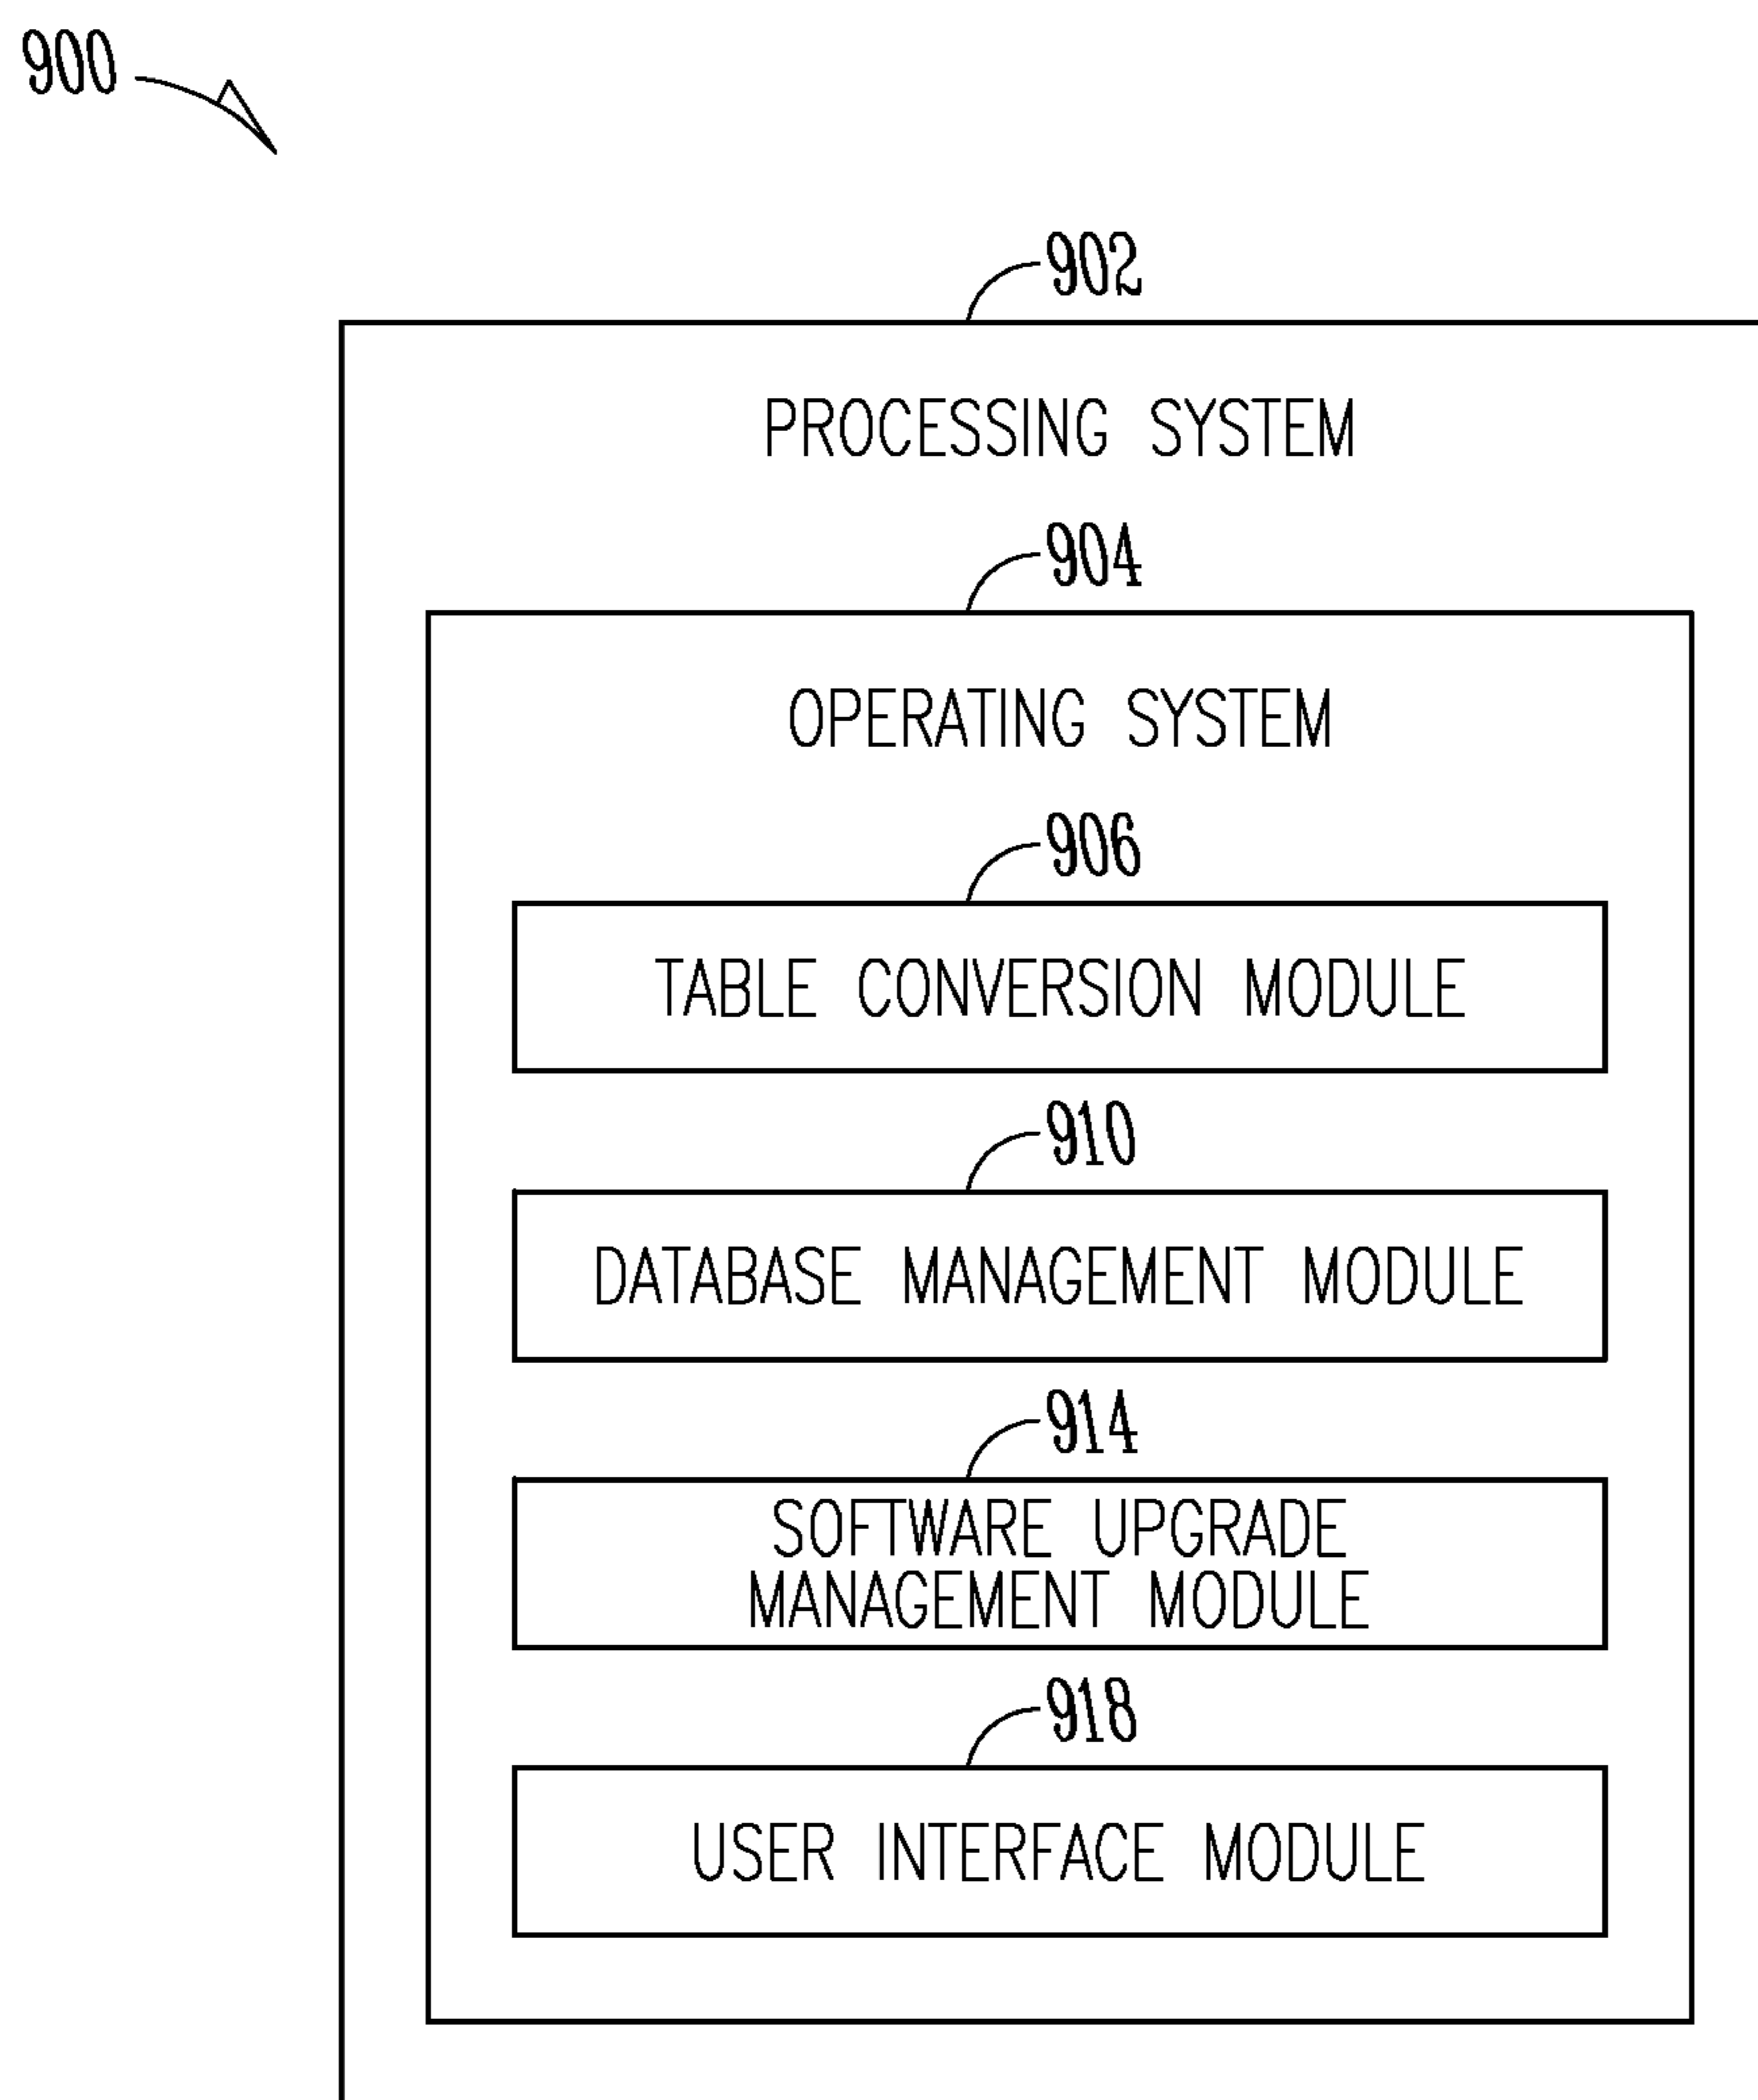 900
902
PROCESSING SYSTEM
904
OPERATING SYSTEM
906
TABLE CONVERSION MODULE
910
DATABASE MANAGEMENT MODULE
914
SOFTWARE UPGRADE
MANAGEMENT MODULE
918
USER INTERFACE MODULE